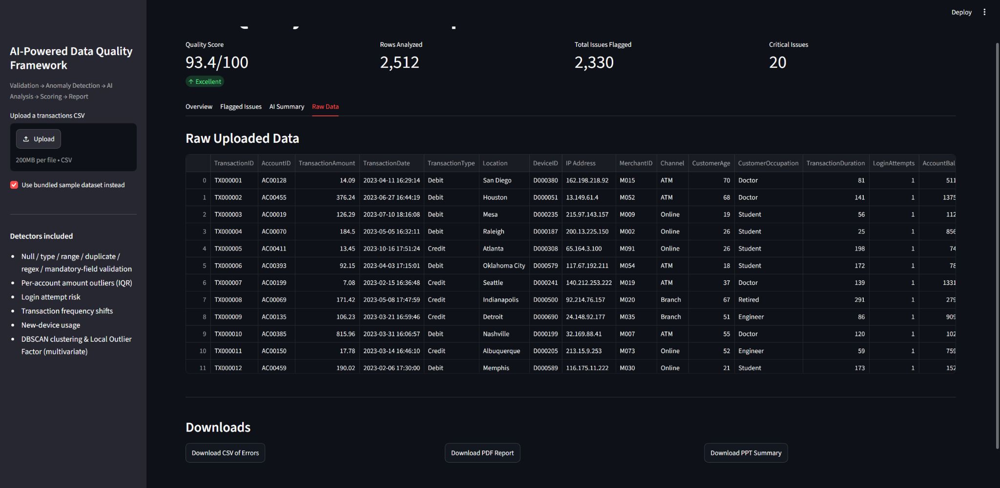 Deploy
AI-Powered Data Quality
Framework
Validation → Anomaly Detection → AI
Analysis → Scoring → Report
Upload a transactions CSV
Upload
200MB per file • CSV
Use bundled sample dataset instead
Detectors included
• Null / type / range / duplicate /
regex / mandatory-field validation
• Per-account amount outliers (IQR)
• Login attempt risk
• Transaction frequency shifts
• New-device usage
• DBSCAN clustering & Local Outlier
Factor (multivariate)
Quality Score Rows Analyzed Total Issues Flagged Critical Issues
93.4/100 2,512 2,330 20
↑ Excellent
Overview Flagged Issues AI Summary Raw Data
Raw Uploaded Data
TransactionID AccountID TransactionAmount TransactionDate TransactionType Location DeviceID IP Address MerchantID Channel CustomerAge CustomerOccupation TransactionDuration LoginAttempts AccountBal
0 TX000001 AC00128 14.09 2023-04-11 16:29:14 Debit San Diego D000380 162.198.218.92 M015 ATM 70 Doctor 81 1 511
1 TX000002 AC00455 376.24 2023-06-27 16:44:19 Debit Houston D000051 13.149.61.4 M052 ATM 68 Doctor 141 1 1375
2 TX000003 AC00019 126.29 2023-07-10 18:16:08 Debit Mesa D000235 215.97.143.157 M009 Online 19 Student 56 1 112
3 TX000004 AC00070 184.5 2023-05-05 16:32:11 Debit Raleigh D000187 200.13.225.150 M002 Online 26 Student 25 1 856
4 TX000005 AC00411 13.45 2023-10-16 17:51:24 Credit Atlanta D000308 65.164.3.100 M091 Online 26 Student 198 1 74
5 TX000006 AC00393 92.15 2023-04-03 17:15:01 Debit Oklahoma City D000579 117.67.192.211 M054 ATM 18 Student 172 1 78
6 TX000007 AC00199 7.08 2023-02-15 16:36:48 Credit Seattle D000241 140.212.253.222 M019 ATM 37 Doctor 139 1 1331
7 TX000008 AC00069 171.42 2023-05-08 17:47:59 Credit Indianapolis D000500 92.214.76.157 M020 Branch 67 Retired 291 1 279
8 TX000009 AC00135 106.23 2023-03-21 16:59:46 Credit Detroit D000690 24.148.92.177 M035 Branch 51 Engineer 86 1 909
9 TX000010 AC00385 815.96 2023-03-31 16:06:57 Debit Nashville D000199 32.169.88.41 M007 ATM 55 Doctor 120 1 102
10 TX000011 AC00150 17.78 2023-03-14 16:46:10 Credit Albuquerque D000205 213.15.9.253 M073 Online 52 Engineer 59 1 759
11 TX000012 AC00459 190.02 2023-02-06 17:30:00 Debit Memphis D000589 116.175.11.222 M030 Online 21 Student 173 1 152
Downloads
Download CSV of Errors Download PDF Report Download PPT Summary